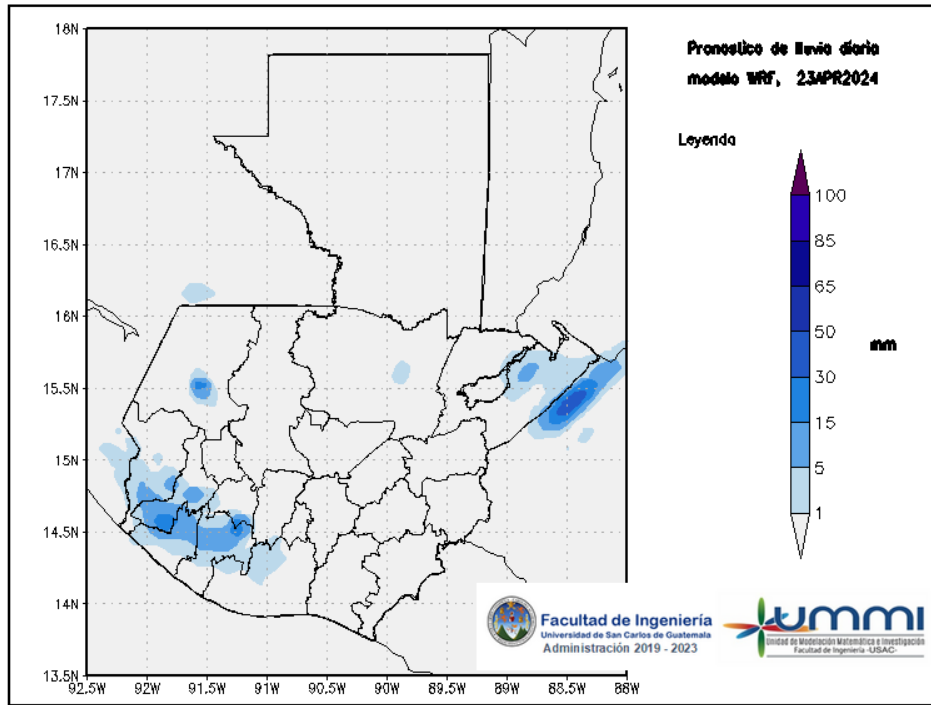 Pronostico de lluvia diaria
modelo WRF, 23APR2024
Leyenda
100
85
65
50
30
15
5
1
mm
18N
17.5N
17N
16.5N
16N
15.5N
15N
14.5N
14N
13.5N
92.5W
92W
91.5W
91W
90.5W
90W
89.5W
89W
88.5W
88W
Facultad de Ingeniería
Universidad de San Carlos de Guatemala
Administración 2019 - 2023
ummi
Unidad de Modelación Matemática e Investigación
Facultad de Ingeniería -USAC-